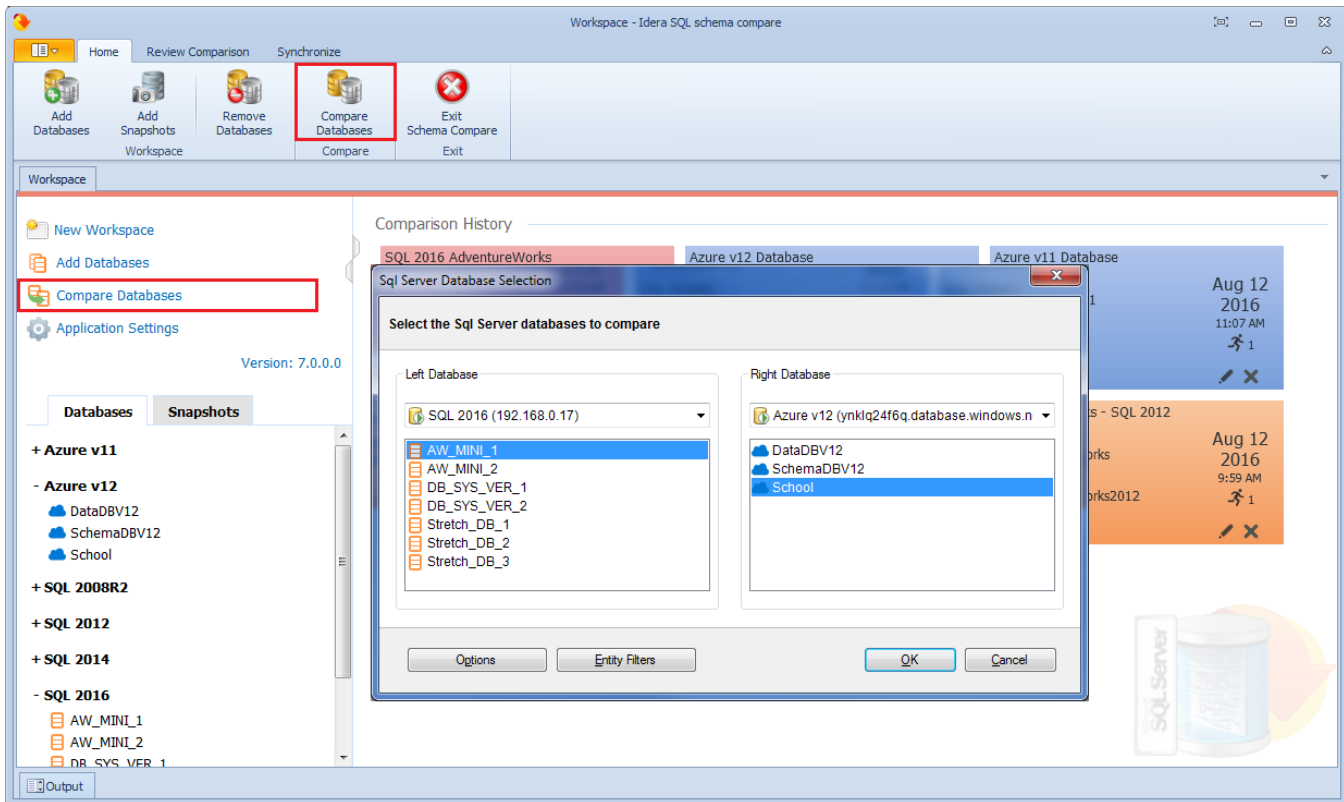 Workspace - Idera SQL schema compare
Home Review Comparison Synchronize
Add Databases
Add Snapshots
Remove Databases
Compare Databases
Exit Schema Compare
Workspace Compare Exit
Workspace
New Workspace
Add Databases
Compare Databases
Application Settings
Version: 7.0.0.0
Databases Snapshots
+ Azure v11
- Azure v12
DataDBV12
SchemaDBV12
School
+ SQL 2008R2
+ SQL 2012
+ SQL 2014
- SQL 2016
AW_MINI_1
AW_MINI_2
DB_SYS_VER_1
Comparison History
SQL 2016 AdventureWorks
Azure v12 Database
Azure v11 Database
1
Aug 12
2016
11:07 AM
1
s - SQL 2012
orks
orks2012
Aug 12
2016
9:59 AM
1
Sql Server Database Selection
Select the Sql Server databases to compare
Left Database
SQL 2016 (192.168.0.17)
AW_MINI_1
AW_MINI_2
DB_SYS_VER_1
DB_SYS_VER_2
Stretch_DB_1
Stretch_DB_2
Stretch_DB_3
Right Database
Azure v12 (ynklq24f6q.database.windows.n
DataDBV12
SchemaDBV12
School
Options Entity Filters OK Cancel
SQLServer
Output